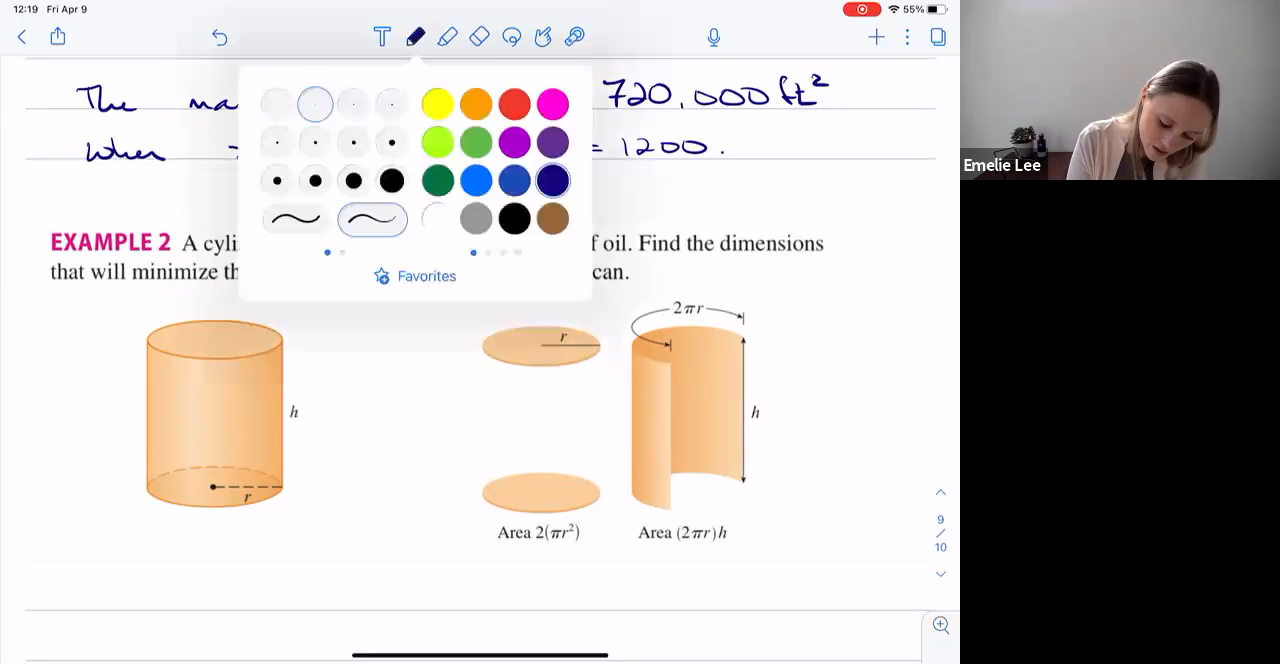 12:19 Fri Apr 9
55%
The ma 720,000 ft²
When = 1200.
Favorites
EXAMPLE 2 A cyli f oil. Find the dimensions
that will minimize th can.
2πr
r
h
h
r
Area 2(πr²) Area (2πr)h
9
/
10
Emelie Lee